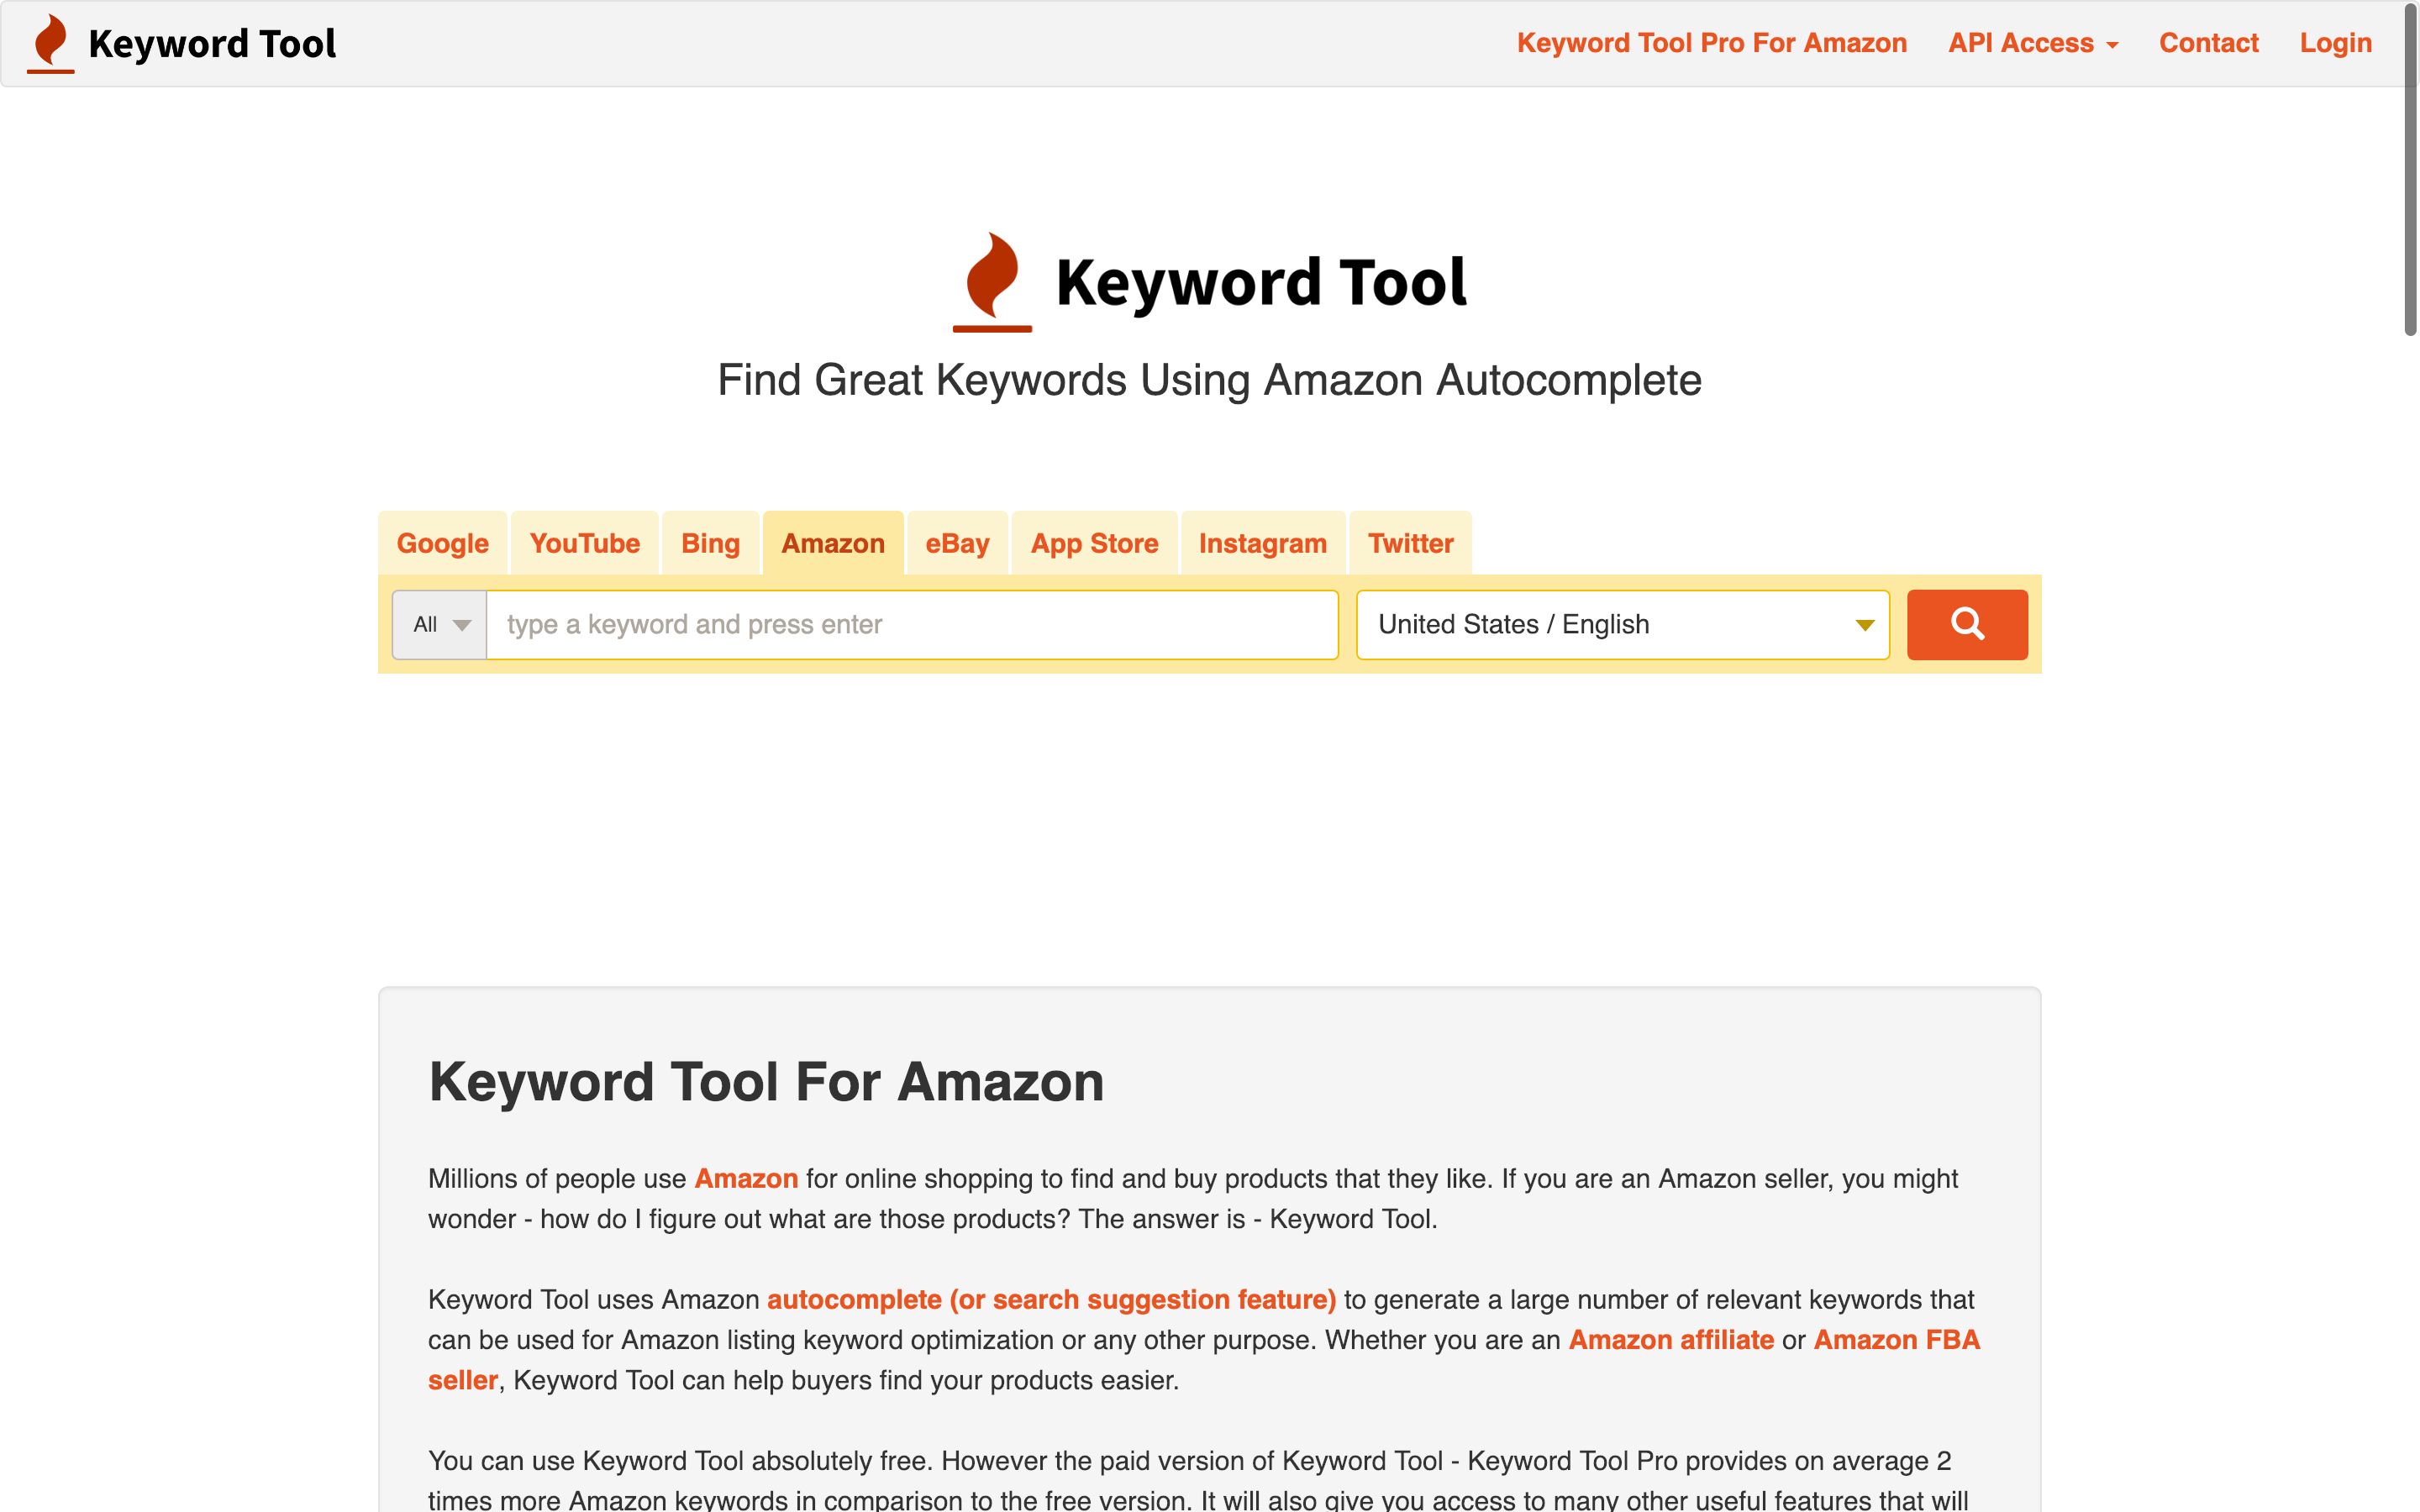 Keyword Tool
Keyword Tool Pro For Amazon
API Access
Contact
Login
Keyword Tool
Find Great Keywords Using Amazon Autocomplete
Google
YouTube
Bing
Amazon
eBay
App Store
Instagram
Twitter
All
type a keyword and press enter
United States / English
Keyword Tool For Amazon
Millions of people use Amazon for online shopping to find and buy products that they like. If you are an Amazon seller, you might
wonder - how do I figure out what are those products? The answer is - Keyword Tool.
Keyword Tool uses Amazon autocomplete (or search suggestion feature) to generate a large number of relevant keywords that
can be used for Amazon listing keyword optimization or any other purpose. Whether you are an Amazon affiliate or Amazon FBA
seller, Keyword Tool can help buyers find your products easier.
You can use Keyword Tool absolutely free. However the paid version of Keyword Tool - Keyword Tool Pro provides on average 2
times more Amazon keywords in comparison to the free version. It will also give you access to many other useful features that will